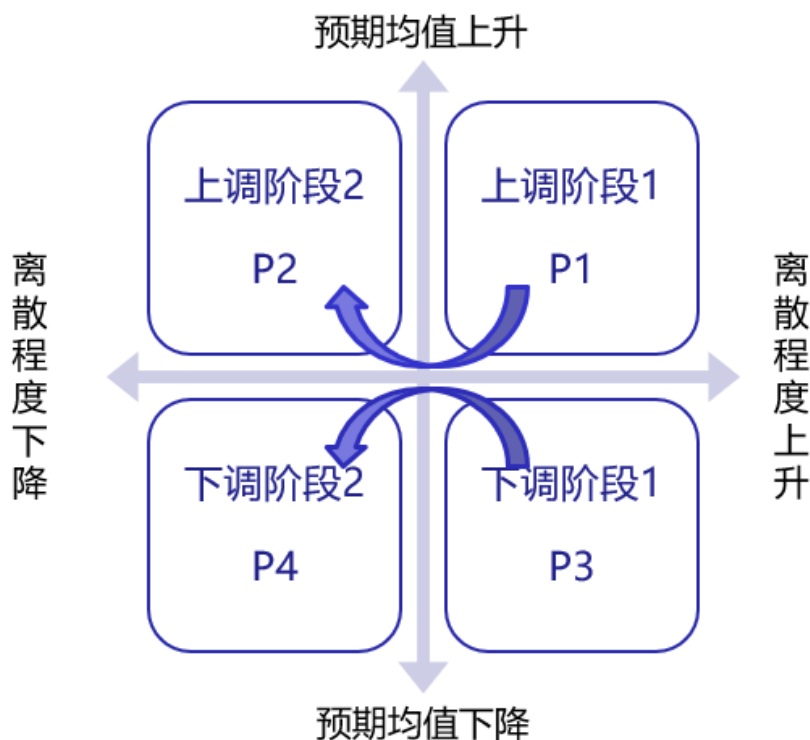 预期均值上升
上调阶段2
P2
上调阶段1
P1
离散程度下降
离散程度上升
下调阶段2
P4
下调阶段1
P3
预期均值下降